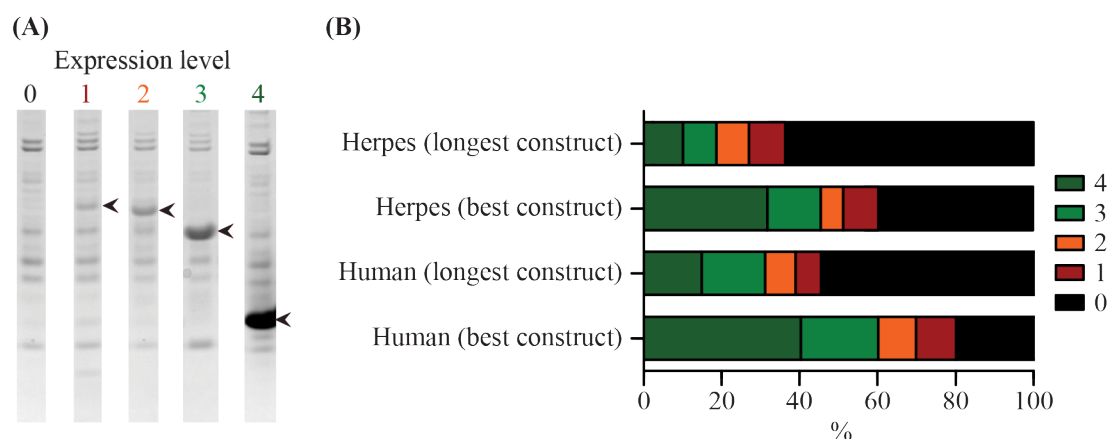 (A)
Expression level
0 1 2 3 4
(B)
Herpes (longest construct)
Herpes (best construct)
Human (longest construct)
Human (best construct)
0 20 40 60 80 100
%
4
3
2
1
0